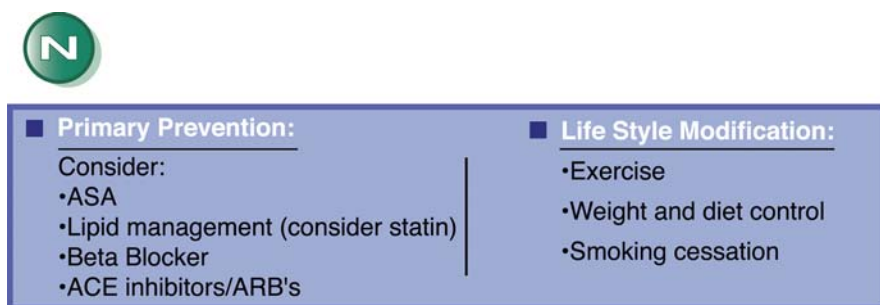 N
Primary Prevention:
Consider:
•ASA
•Lipid management (consider statin)
•Beta Blocker
•ACE inhibitors/ARB's
Life Style Modification:
•Exercise
•Weight and diet control
•Smoking cessation